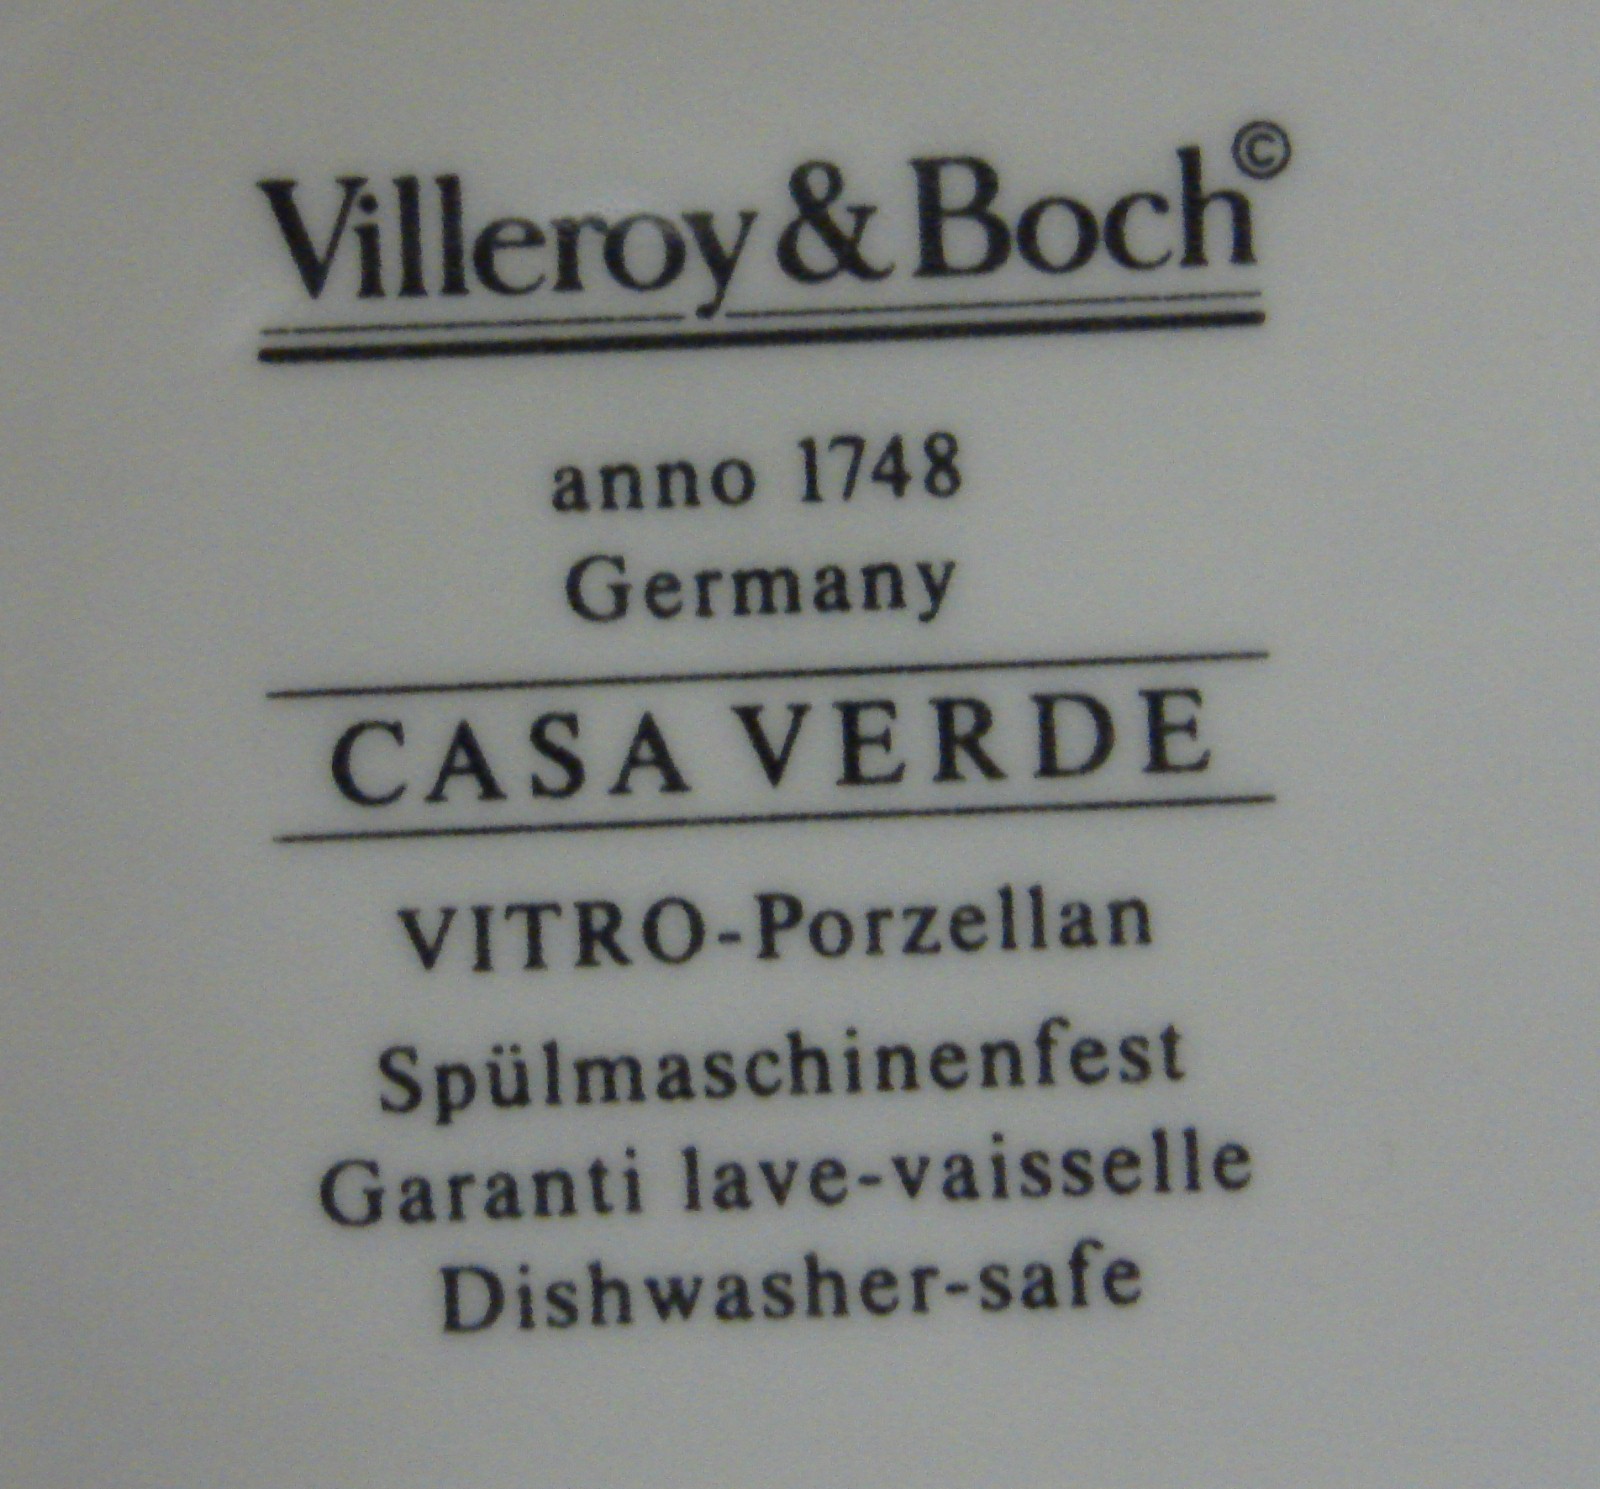 Villeroy & Boch©
anno 1748
Germany
CASA VERDE
VITRO-Porzellan
Spülmaschinenfest
Garanti lave-vaisselle
Dishwasher-safe